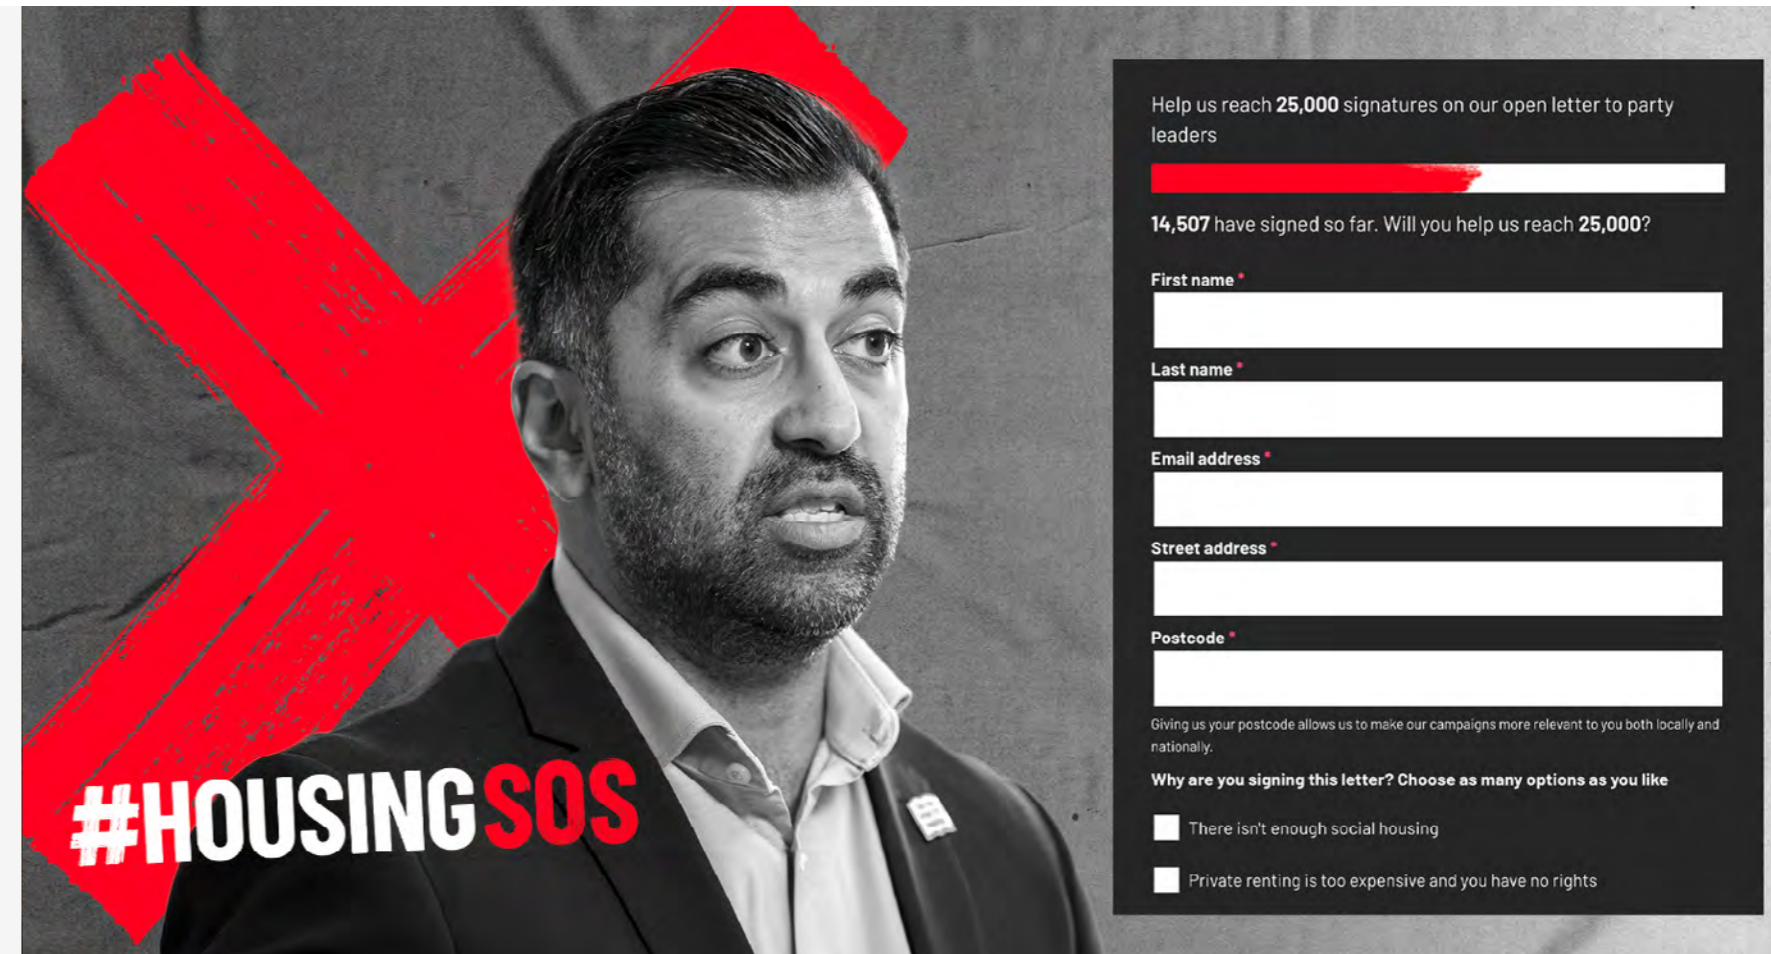 Help us reach 25,000 signatures on our open letter to party
leaders
14,507 have signed so far. Will you help us reach 25,000?
First name *
Last name *
Email address *
Street address *
Postcode *
Giving us your postcode allows us to make our campaigns more relevant to you both locally and
nationally.
Why are you signing this letter? Choose as many options as you like
There isn't enough social housing
Private renting is too expensive and you have no rights
#HOUSINGSOS